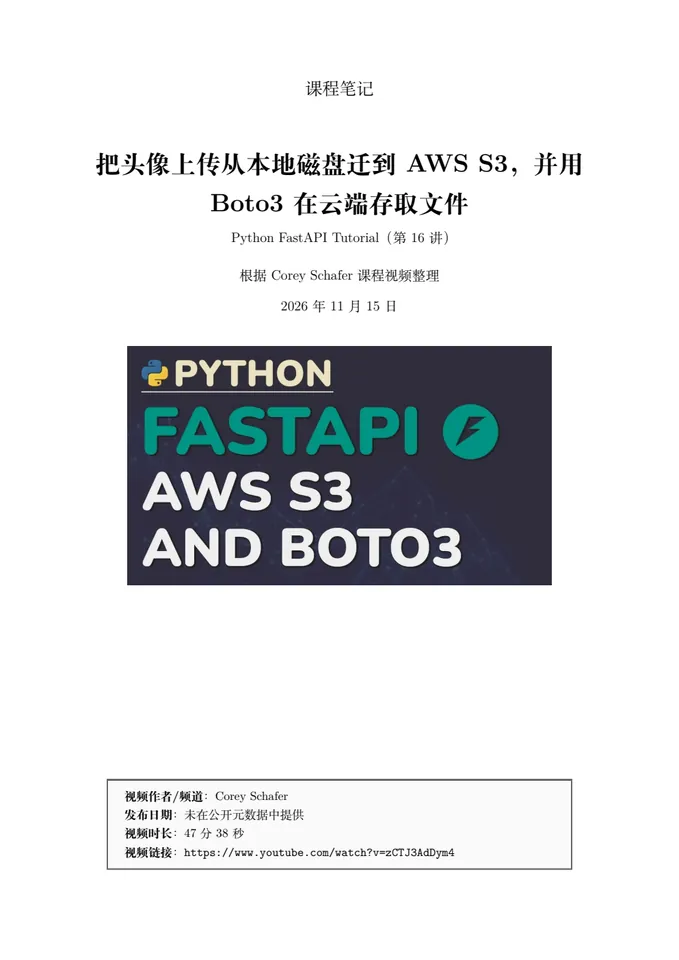 课程笔记
把头像上传从本地磁盘迁到 AWS S3，并用
Boto3 在云端存取文件
Python FastAPI Tutorial（第 16 讲）
根据 Corey Schafer 课程视频整理
2026 年 11 月 15 日
PYTHON
FASTAPI
AWS S3
AND BOTO3
视频作者/频道：Corey Schafer
发布日期：未在公开元数据中提供
视频时长：47 分 38 秒
视频链接：https://www.youtube.com/watch?v=zCTJ3AdDym4